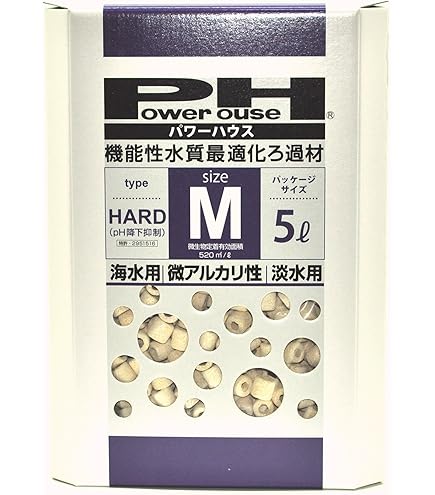 PH
Power ouse®
パワーハウス
機能性水質最適化ろ過材
type
HARD
(pH降下抑制)
特許・2951516
size
M
微生物定着有効面積
520㎡/ℓ
パッケージ
サイズ
5ℓ
海水用|微アルカリ性|淡水用